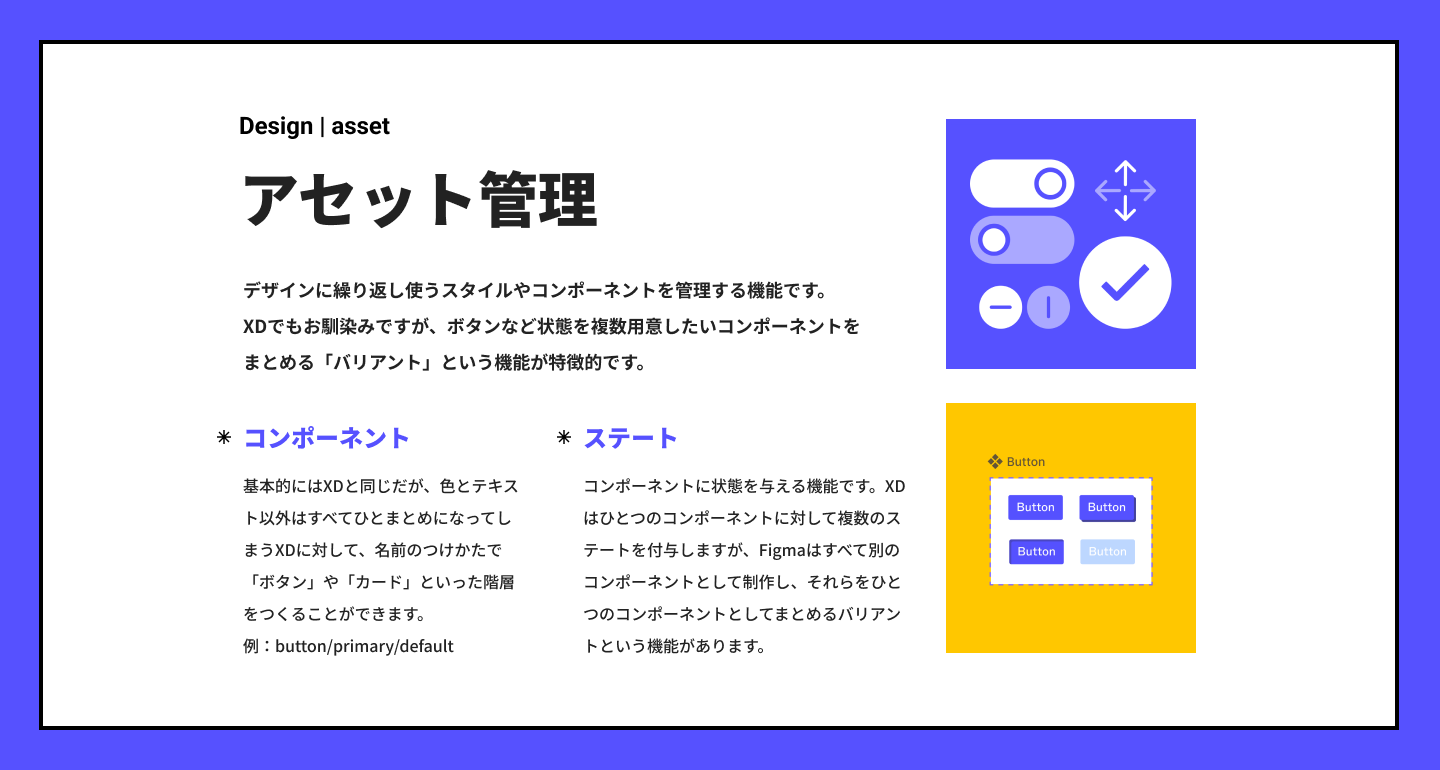 Design | asset
アセット管理
デザインに繰り返し使うスタイルやコンポーネントを管理する機能です。
XDでもお馴染みですが、ボタンなど状態を複数用意したいコンポーネントを
まとめる「バリアント」という機能が特徴的です。
コンポーネント
基本的にはXDと同じだが、色とテキス
ト以外はすべてひとまとめになってし
まうXDに対して、名前のつけかたで
「ボタン」や「カード」といった階層
をつくることができます。
例：button/primary/default
ステート
コンポーネントに状態を与える機能です。XD
はひとつのコンポーネントに対して複数のス
テートを付与しますが、Figmaはすべて別の
コンポーネントとして制作し、それらをひと
つのコンポーネントとしてまとめるバリアン
トという機能があります。
Button
Button Button
Button Button